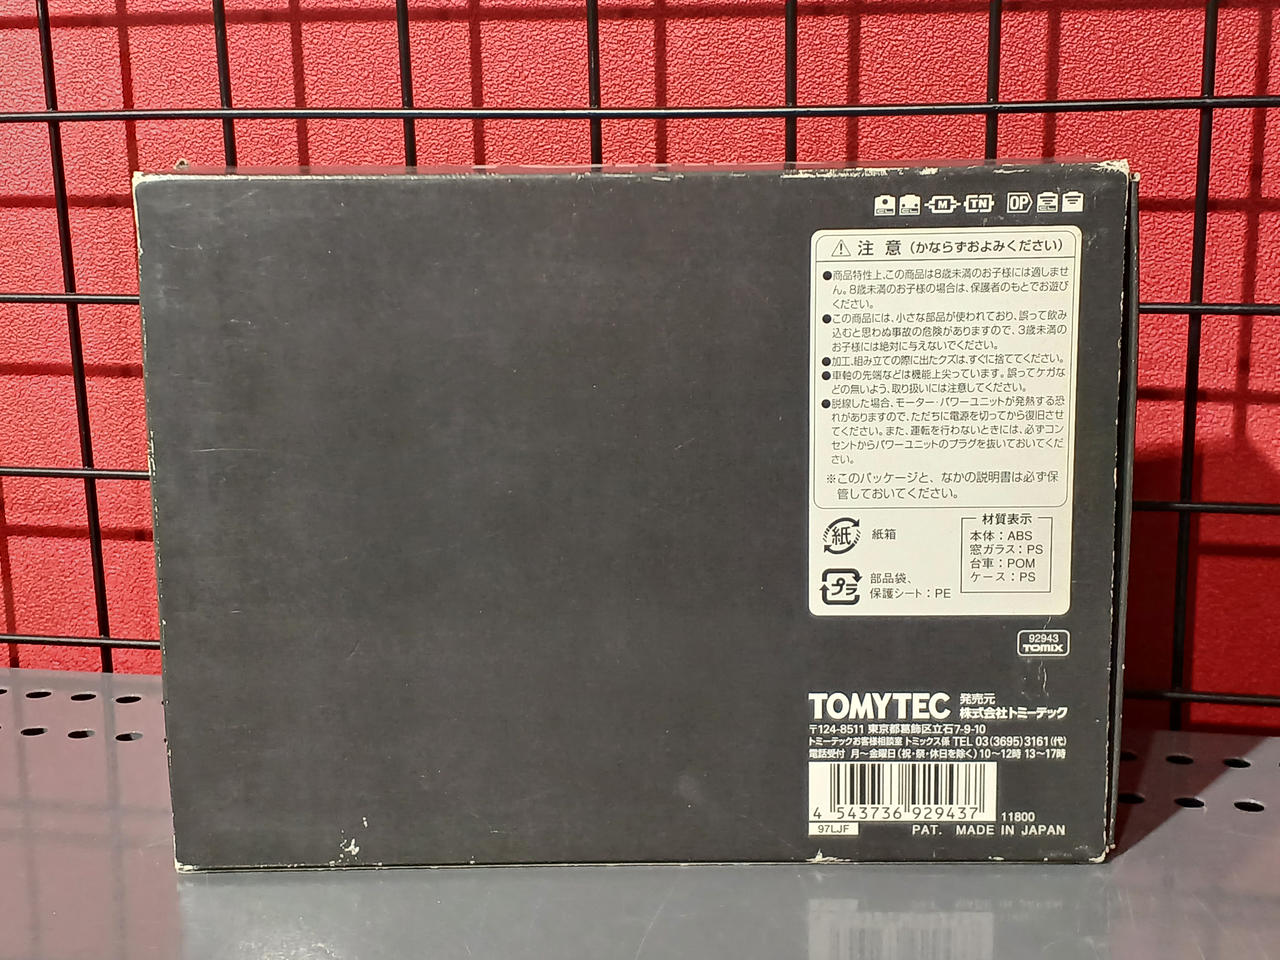 CL CL M TN OP CL
注 意 (かならずおよみください)
●商品特性上、この商品は8歳未満のお子様には適しませ
ん。8歳未満のお子様の場合は、保護者のもとでお遊び
ください。
●この商品には、小さな部品が使われており、誤って飲み
込むと思わぬ事故の危険がありますので、3歳未満の
お子様には絶対に与えないでください。
●加工、組み立ての際に出たクズは、すぐに捨ててください。
●車軸の先端などは機能上尖っています。誤ってケガな
どの無いよう、取り扱いには注意してください。
●脱線した場合、モーター・パワーユニットが発熱する恐
れがありますので、ただちに電源を切ってから復旧させ
てください。また、運転を行わないときには、必ずコン
セントからパワーユニットのプラグを抜いておいてくだ
さい。
※このパッケージと、なかの説明書は必ず保
管しておいてください。
紙 紙箱
プラ 部品袋、
保護シート：PE
材質表示
本体：ABS
窓ガラス：PS
台車：POM
ケース：PS
92943
TOMIX
TOMYTEC 発売元
株式会社トミーテック
〒124-8511 東京都葛飾区立石7-9-10
トミーテックお客様相談室 トミックス係 TEL 03(3695)3161(代)
電話受付 月～金曜日(祝・祭・休日を除く)10～12時 13～17時
4 543736 929437
11800
97LJF
PAT. MADE IN JAPAN